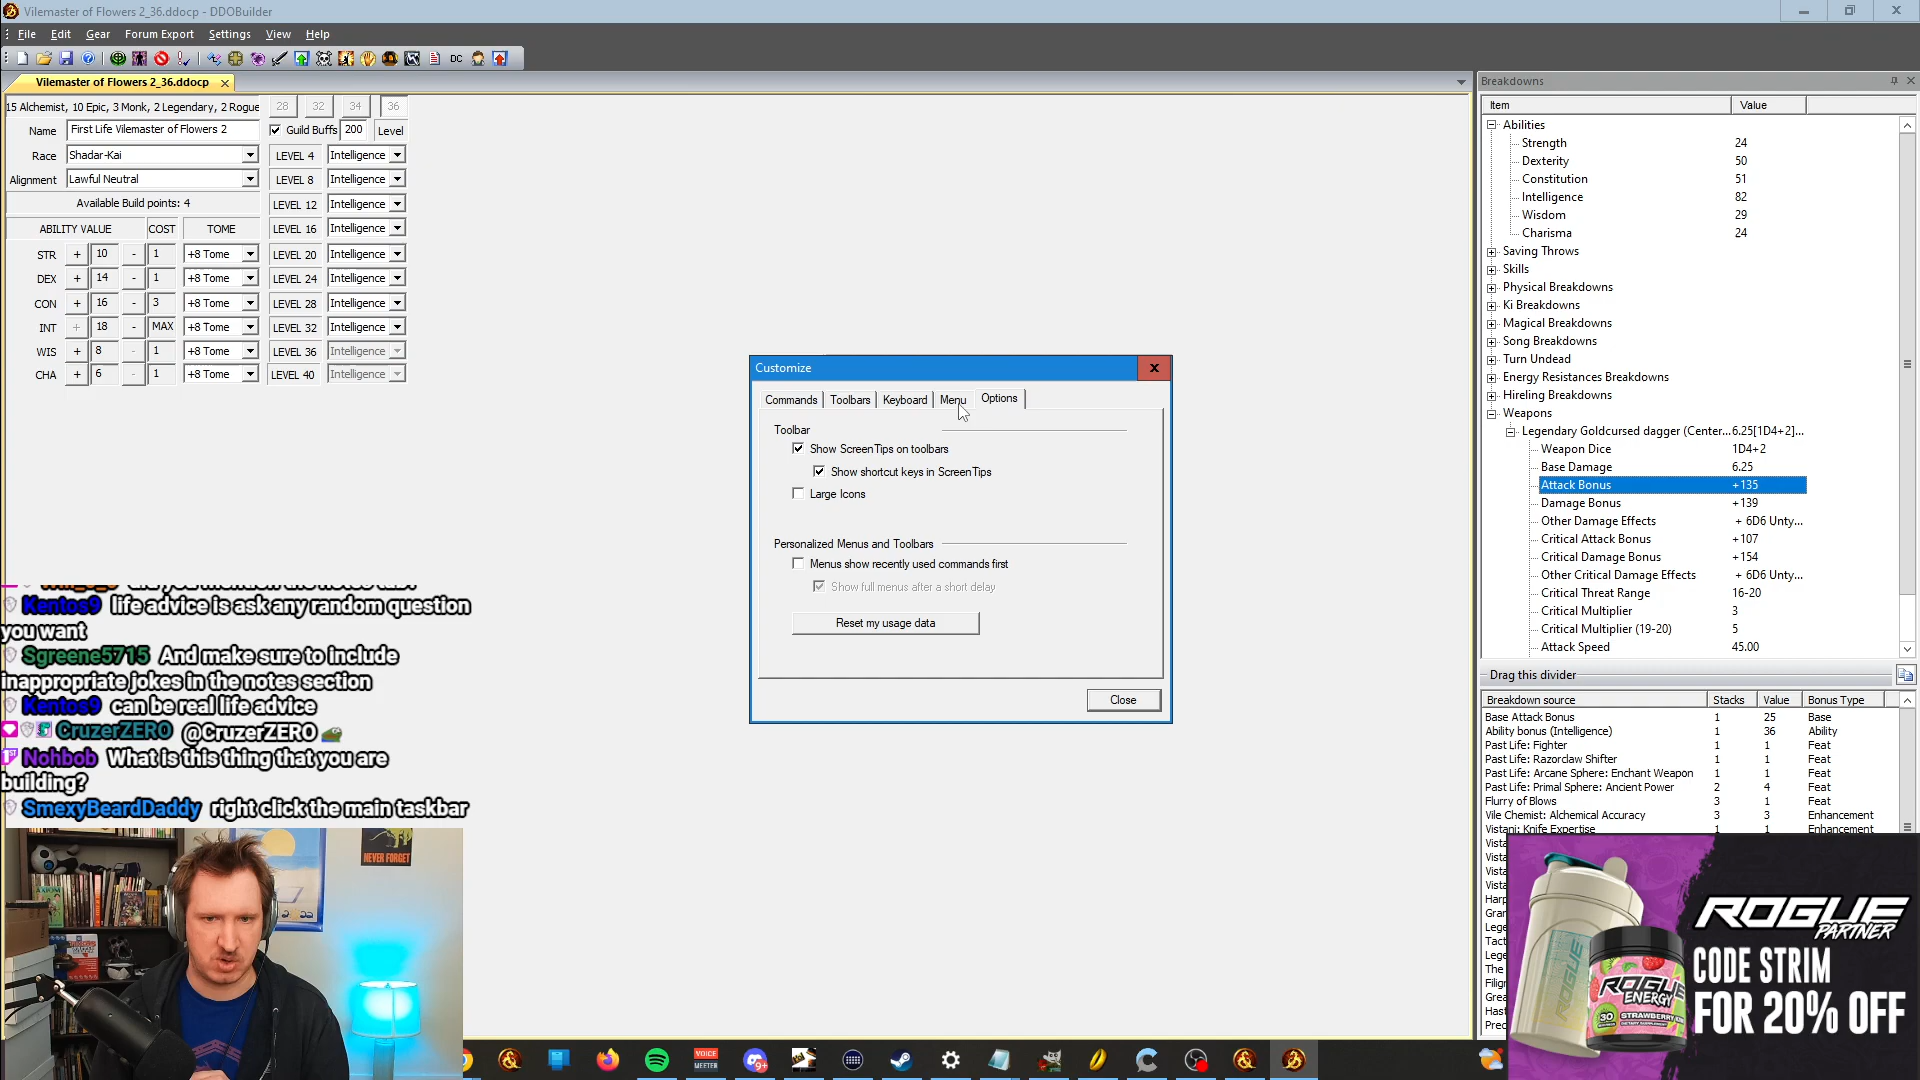 Vilemaster of Flowers 2_36.ddocp - DDOBuilder
File Edit Gear Forum Export Settings View Help
DC
Vilemaster of Flowers 2_36.ddocp
15 Alchemist, 10 Epic, 3 Monk, 2 Legendary, 2 Rogue 28 32 34 36
Name First Life Vilemaster of Flowers 2 Guild Buffs 200 Level
Race Shadar-Kai LEVEL 4 Intelligence
Alignment Lawful Neutral LEVEL 8 Intelligence
Available Build points: 4 LEVEL 12 Intelligence
ABILITY VALUE COST TOME LEVEL 16 Intelligence
STR + 10 - 1 +8 Tome LEVEL 20 Intelligence
DEX + 14 - 1 +8 Tome LEVEL 24 Intelligence
CON + 16 - 3 +8 Tome LEVEL 28 Intelligence
INT + 18 - MAX +8 Tome LEVEL 32 Intelligence
WIS + 8 - 1 +8 Tome LEVEL 36 Intelligence
CHA + 6 - 1 +8 Tome LEVEL 40 Intelligence
Customize
Commands Toolbars Keyboard Menu Options
Toolbar
Show ScreenTips on toolbars
Show shortcut keys in ScreenTips
Large Icons
Personalized Menus and Toolbars
Menus show recently used commands first
Show full menus after a short delay
Reset my usage data
Close
Breakdowns
Item Value
Abilities
Strength 24
Dexterity 50
Constitution 51
Intelligence 82
Wisdom 29
Charisma 24
Saving Throws
Skills
Physical Breakdowns
Ki Breakdowns
Magical Breakdowns
Song Breakdowns
Turn Undead
Energy Resistances Breakdowns
Hireling Breakdowns
Weapons
Legendary Goldcursed dagger (Center... 6.25[1D4+2]...
Weapon Dice 1D4+2
Base Damage 6.25
Attack Bonus +135
Damage Bonus +139
Other Damage Effects + 6D6 Unty...
Critical Attack Bonus +107
Critical Damage Bonus +154
Other Critical Damage Effects + 6D6 Unty...
Critical Threat Range 16-20
Critical Multiplier 3
Critical Multiplier (19-20) 5
Attack Speed 45.00
Drag this divider
Breakdown source Stacks Value Bonus Type
Base Attack Bonus 1 25 Base
Ability bonus (Intelligence) 1 36 Ability
Past Life: Fighter 1 1 Feat
Past Life: Razorclaw Shifter 1 1 Feat
Past Life: Arcane Sphere: Enchant Weapon 1 1 Feat
Past Life: Primal Sphere: Ancient Power 2 4 Feat
Flurry of Blows 3 1 Feat
Vile Chemist: Alchemical Accuracy 3 3 Enhancement
Vistani: Knife Expertise 1 1 Enhancement
Vista
Vista
Vista
Vista
Harp
Gran
Lege
Tact
Lege
The
Filigr
Grea
Hast
Prec
Kentos9 life advice is ask any random question
you want
Sgreene5715 And make sure to include
inappropriate jokes in the notes section
Kentos9 can be real life advice
CruzerZERO @CruzerZERO
Nohbob What is this thing that you are
building?
SmexyBeardDaddy right click the main taskbar
NEVER FORGET
VOICE
MEETER
ROGUE
PARTNER
CODE STRIM
FOR 20% OFF
ROGUE
ENERGY
30